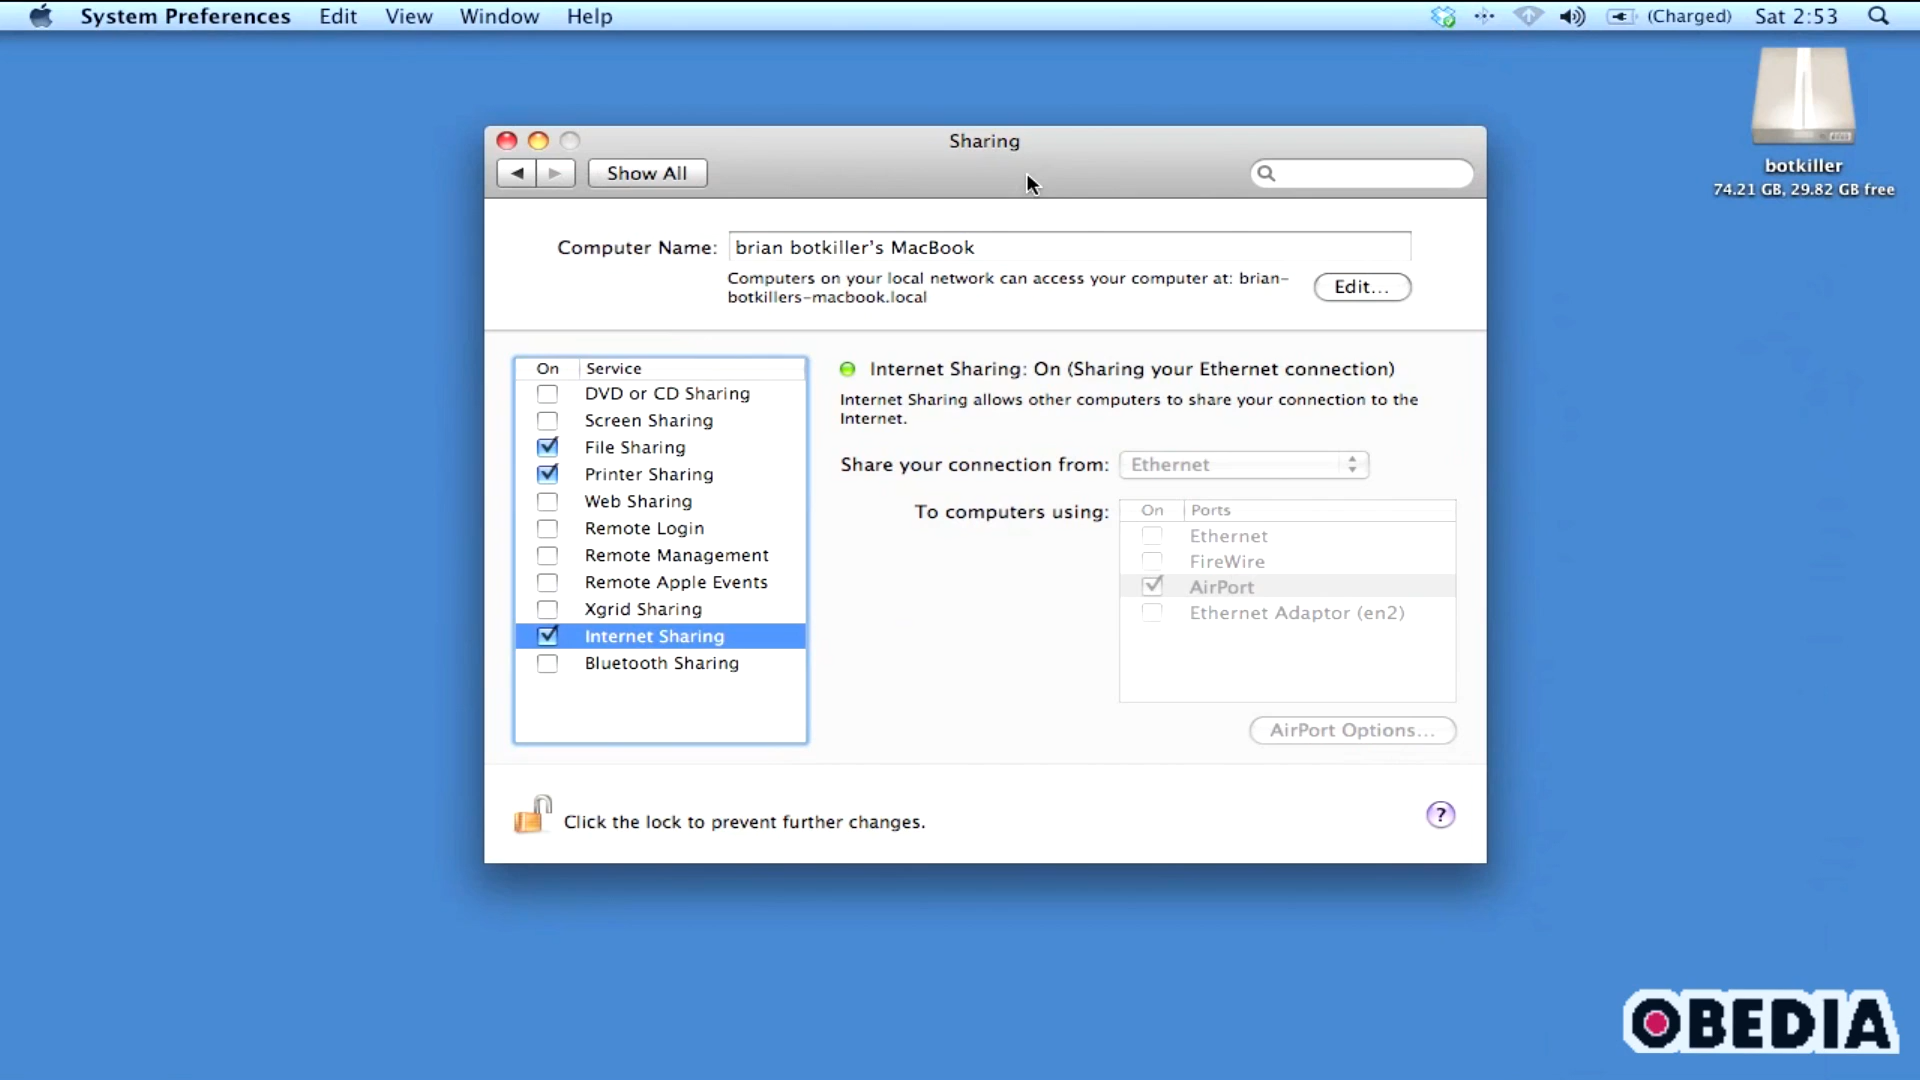 System Preferences Edit View Window Help (Charged) Sat 2:53
botkiller
74.21 GB, 29.82 GB free
Sharing
Show All
Computer Name: brian botkiller's MacBook
Computers on your local network can access your computer at: brian-
botkillers-macbook.local
Edit...
On Service
DVD or CD Sharing
Screen Sharing
File Sharing
Printer Sharing
Web Sharing
Remote Login
Remote Management
Remote Apple Events
Xgrid Sharing
Internet Sharing
Bluetooth Sharing
Internet Sharing: On (Sharing your Ethernet connection)
Internet Sharing allows other computers to share your connection to the
Internet.
Share your connection from: Ethernet
To computers using:
On Ports
Ethernet
FireWire
AirPort
Ethernet Adaptor (en2)
AirPort Options...
Click the lock to prevent further changes.
?
OBEDIA